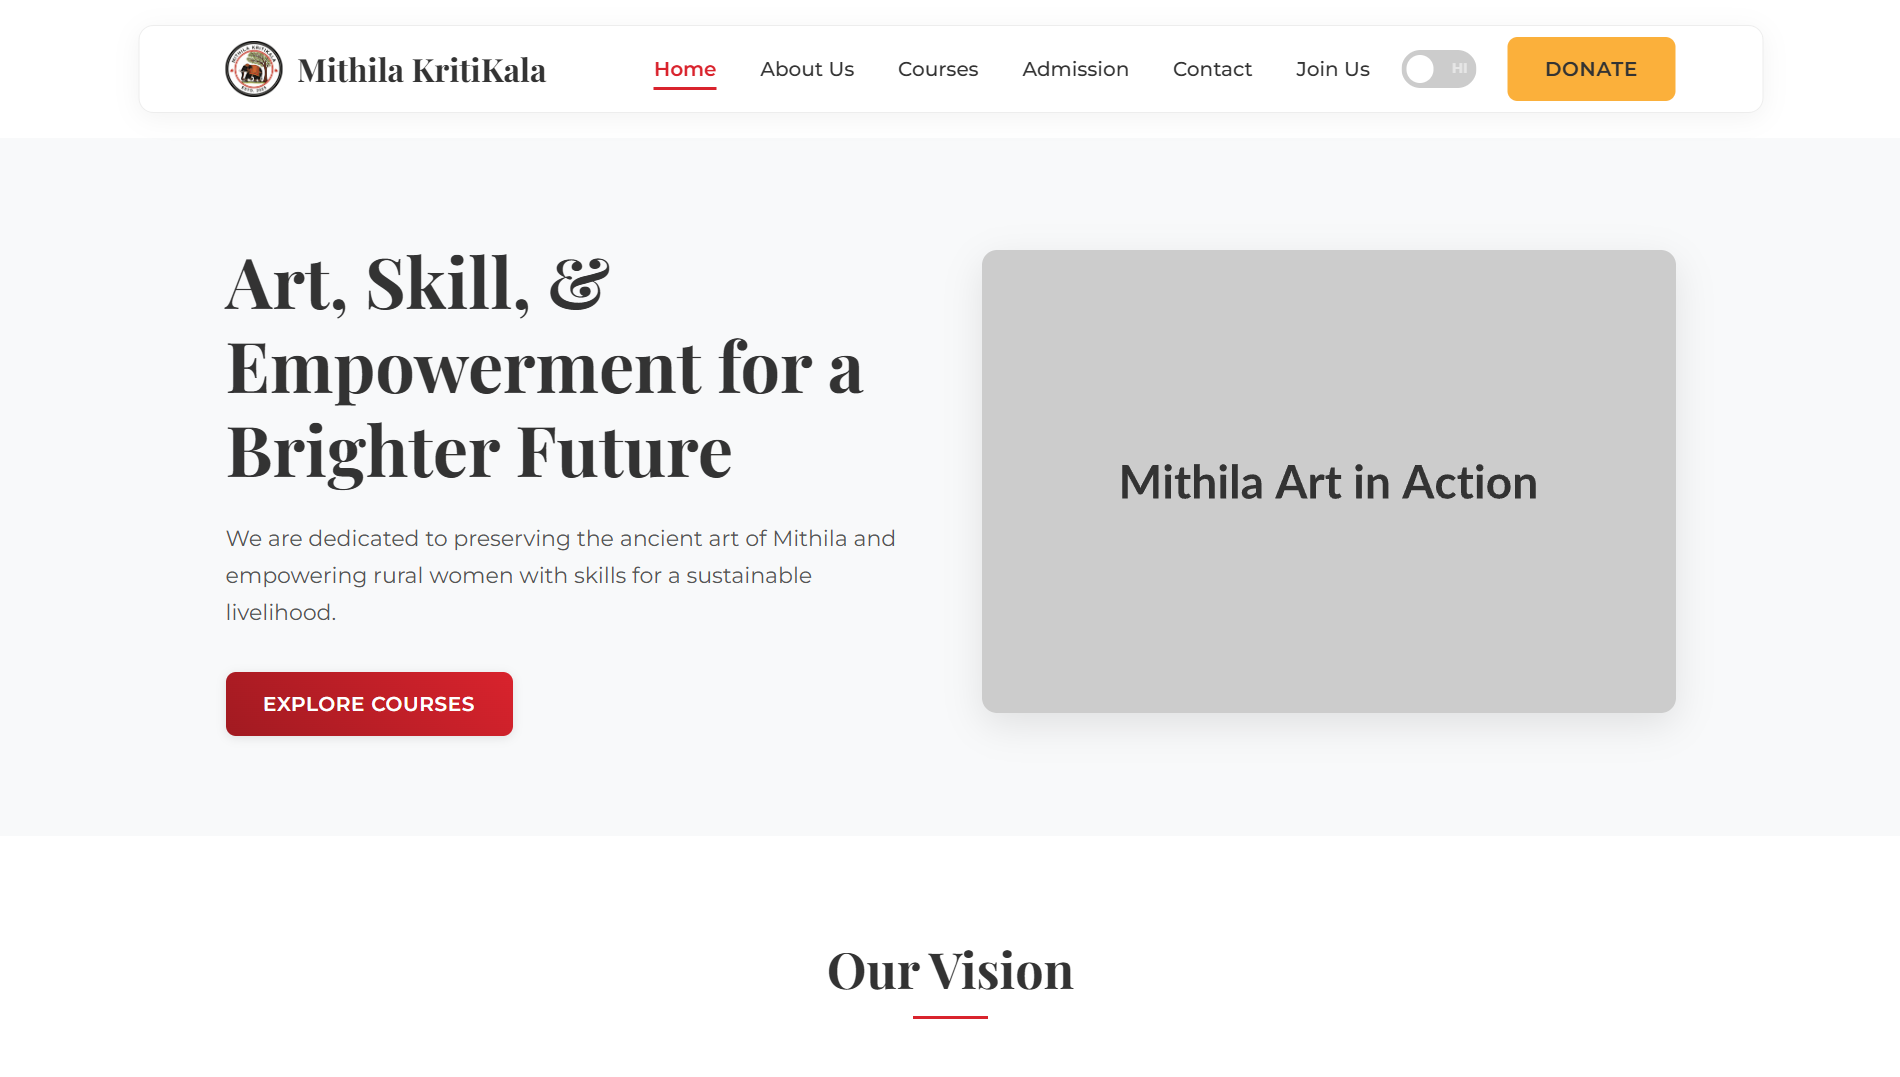 MITHILA KRITIKALA
Mithila KritiKala
Home
About Us
Courses
Admission
Contact
Join Us
HI
DONATE
Art, Skill, &
Empowerment for a
Brighter Future
We are dedicated to preserving the ancient art of Mithila and
empowering rural women with skills for a sustainable
livelihood.
EXPLORE COURSES
Mithila Art in Action
Our Vision